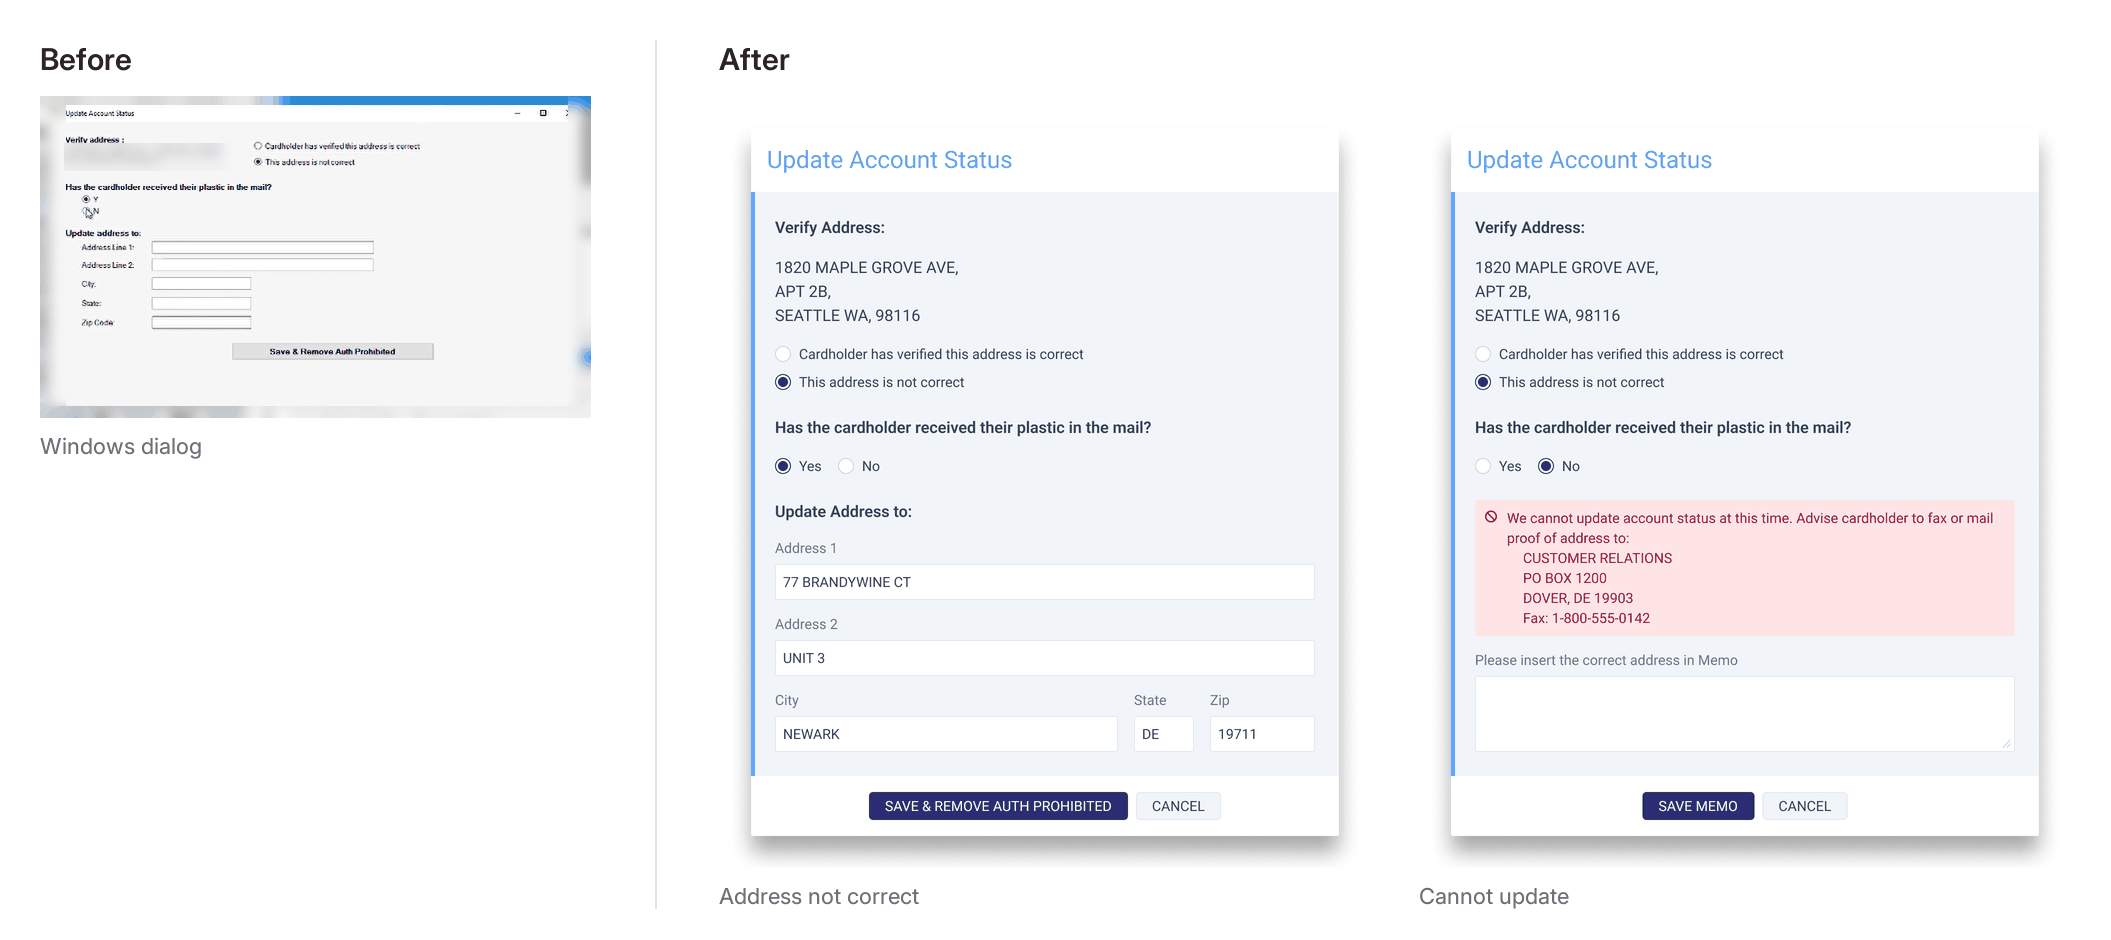 Before
Update Account Status
Verify address :
Cardholder has verified this address is correct
This address is not correct
Has the cardholder received their plastic in the mail?
Y
N
Update address to:
Address Line 1:
Address Line 2:
City:
State:
Zip Code:
Save & Remove Auth Prohibited
Windows dialog
After
Update Account Status
Verify Address:
1820 MAPLE GROVE AVE,
APT 2B,
SEATTLE WA, 98116
Cardholder has verified this address is correct
This address is not correct
Has the cardholder received their plastic in the mail?
Yes No
Update Address to:
Address 1
77 BRANDYWINE CT
Address 2
UNIT 3
City State Zip
NEWARK DE 19711
SAVE & REMOVE AUTH PROHIBITED CANCEL
Address not correct
Update Account Status
Verify Address:
1820 MAPLE GROVE AVE,
APT 2B,
SEATTLE WA, 98116
Cardholder has verified this address is correct
This address is not correct
Has the cardholder received their plastic in the mail?
Yes No
We cannot update account status at this time. Advise cardholder to fax or mail
proof of address to:
CUSTOMER RELATIONS
PO BOX 1200
DOVER, DE 19903
Fax: 1-800-555-0142
Please insert the correct address in Memo
SAVE MEMO CANCEL
Cannot update